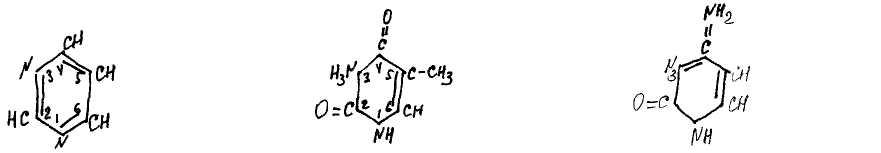 CH
N 3 4 5 CH
HC 2 1 6 CH
N
O
C
H₃N 3 4 5 C-CH₃
O=C 2 1 6 CH
NH
NH₂
C
N 3 CH
O=C CH
NH